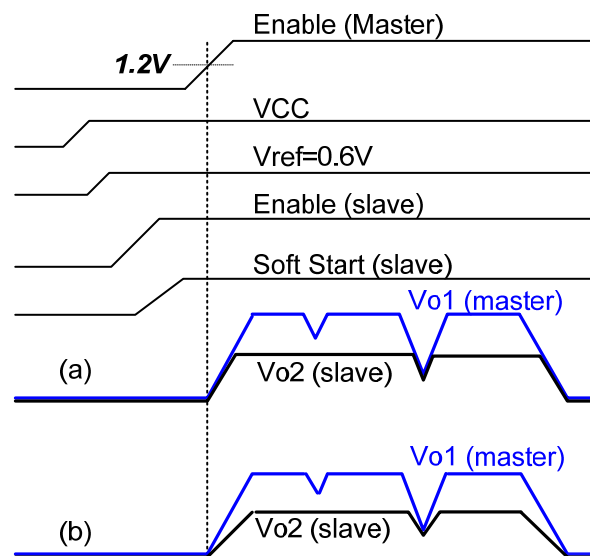 Enable (Master)
1.2V
VCC
Vref=0.6V
Enable (slave)
Soft Start (slave)
Vo1 (master)
(a)
Vo2 (slave)
Vo1 (master)
(b)
Vo2 (slave)